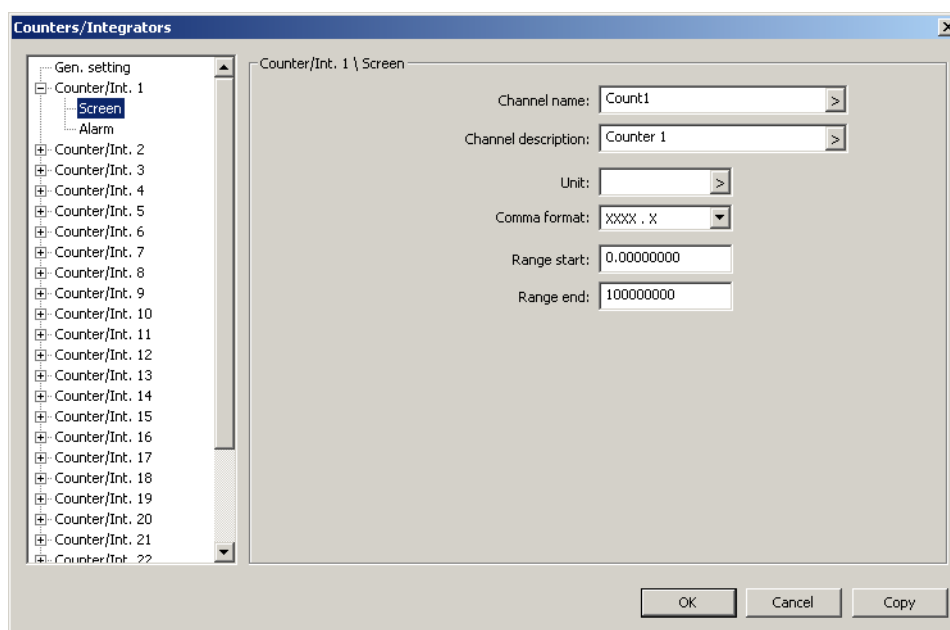 Counters/Integrators
Gen. setting
Counter/Int. 1
Screen
Alarm
Counter/Int. 2
Counter/Int. 3
Counter/Int. 4
Counter/Int. 5
Counter/Int. 6
Counter/Int. 7
Counter/Int. 8
Counter/Int. 9
Counter/Int. 10
Counter/Int. 11
Counter/Int. 12
Counter/Int. 13
Counter/Int. 14
Counter/Int. 15
Counter/Int. 16
Counter/Int. 17
Counter/Int. 18
Counter/Int. 19
Counter/Int. 20
Counter/Int. 21
Counter/Int. 22
Counter/Int. 1 \ Screen
Channel name: Count1 >
Channel description: Counter 1 >
Unit: >
Comma format: xxxx . x
Range start: 0.00000000
Range end: 100000000
OK Cancel Copy